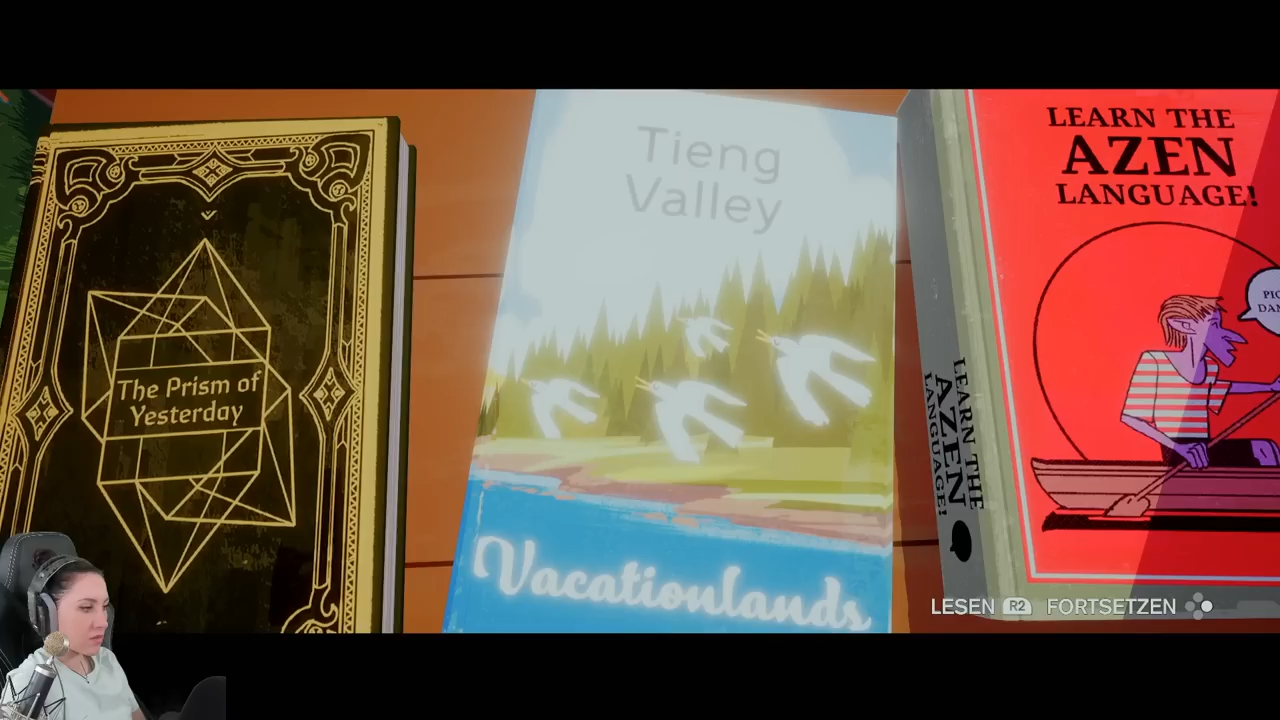 The Prism of
Yesterday
Tieng
Valley
Vacationlands
LEARN THE
AZEN
LANGUAGE!
LEARN THE
AZEN
LANGUAGE!
LESEN R2 FORTSETZEN